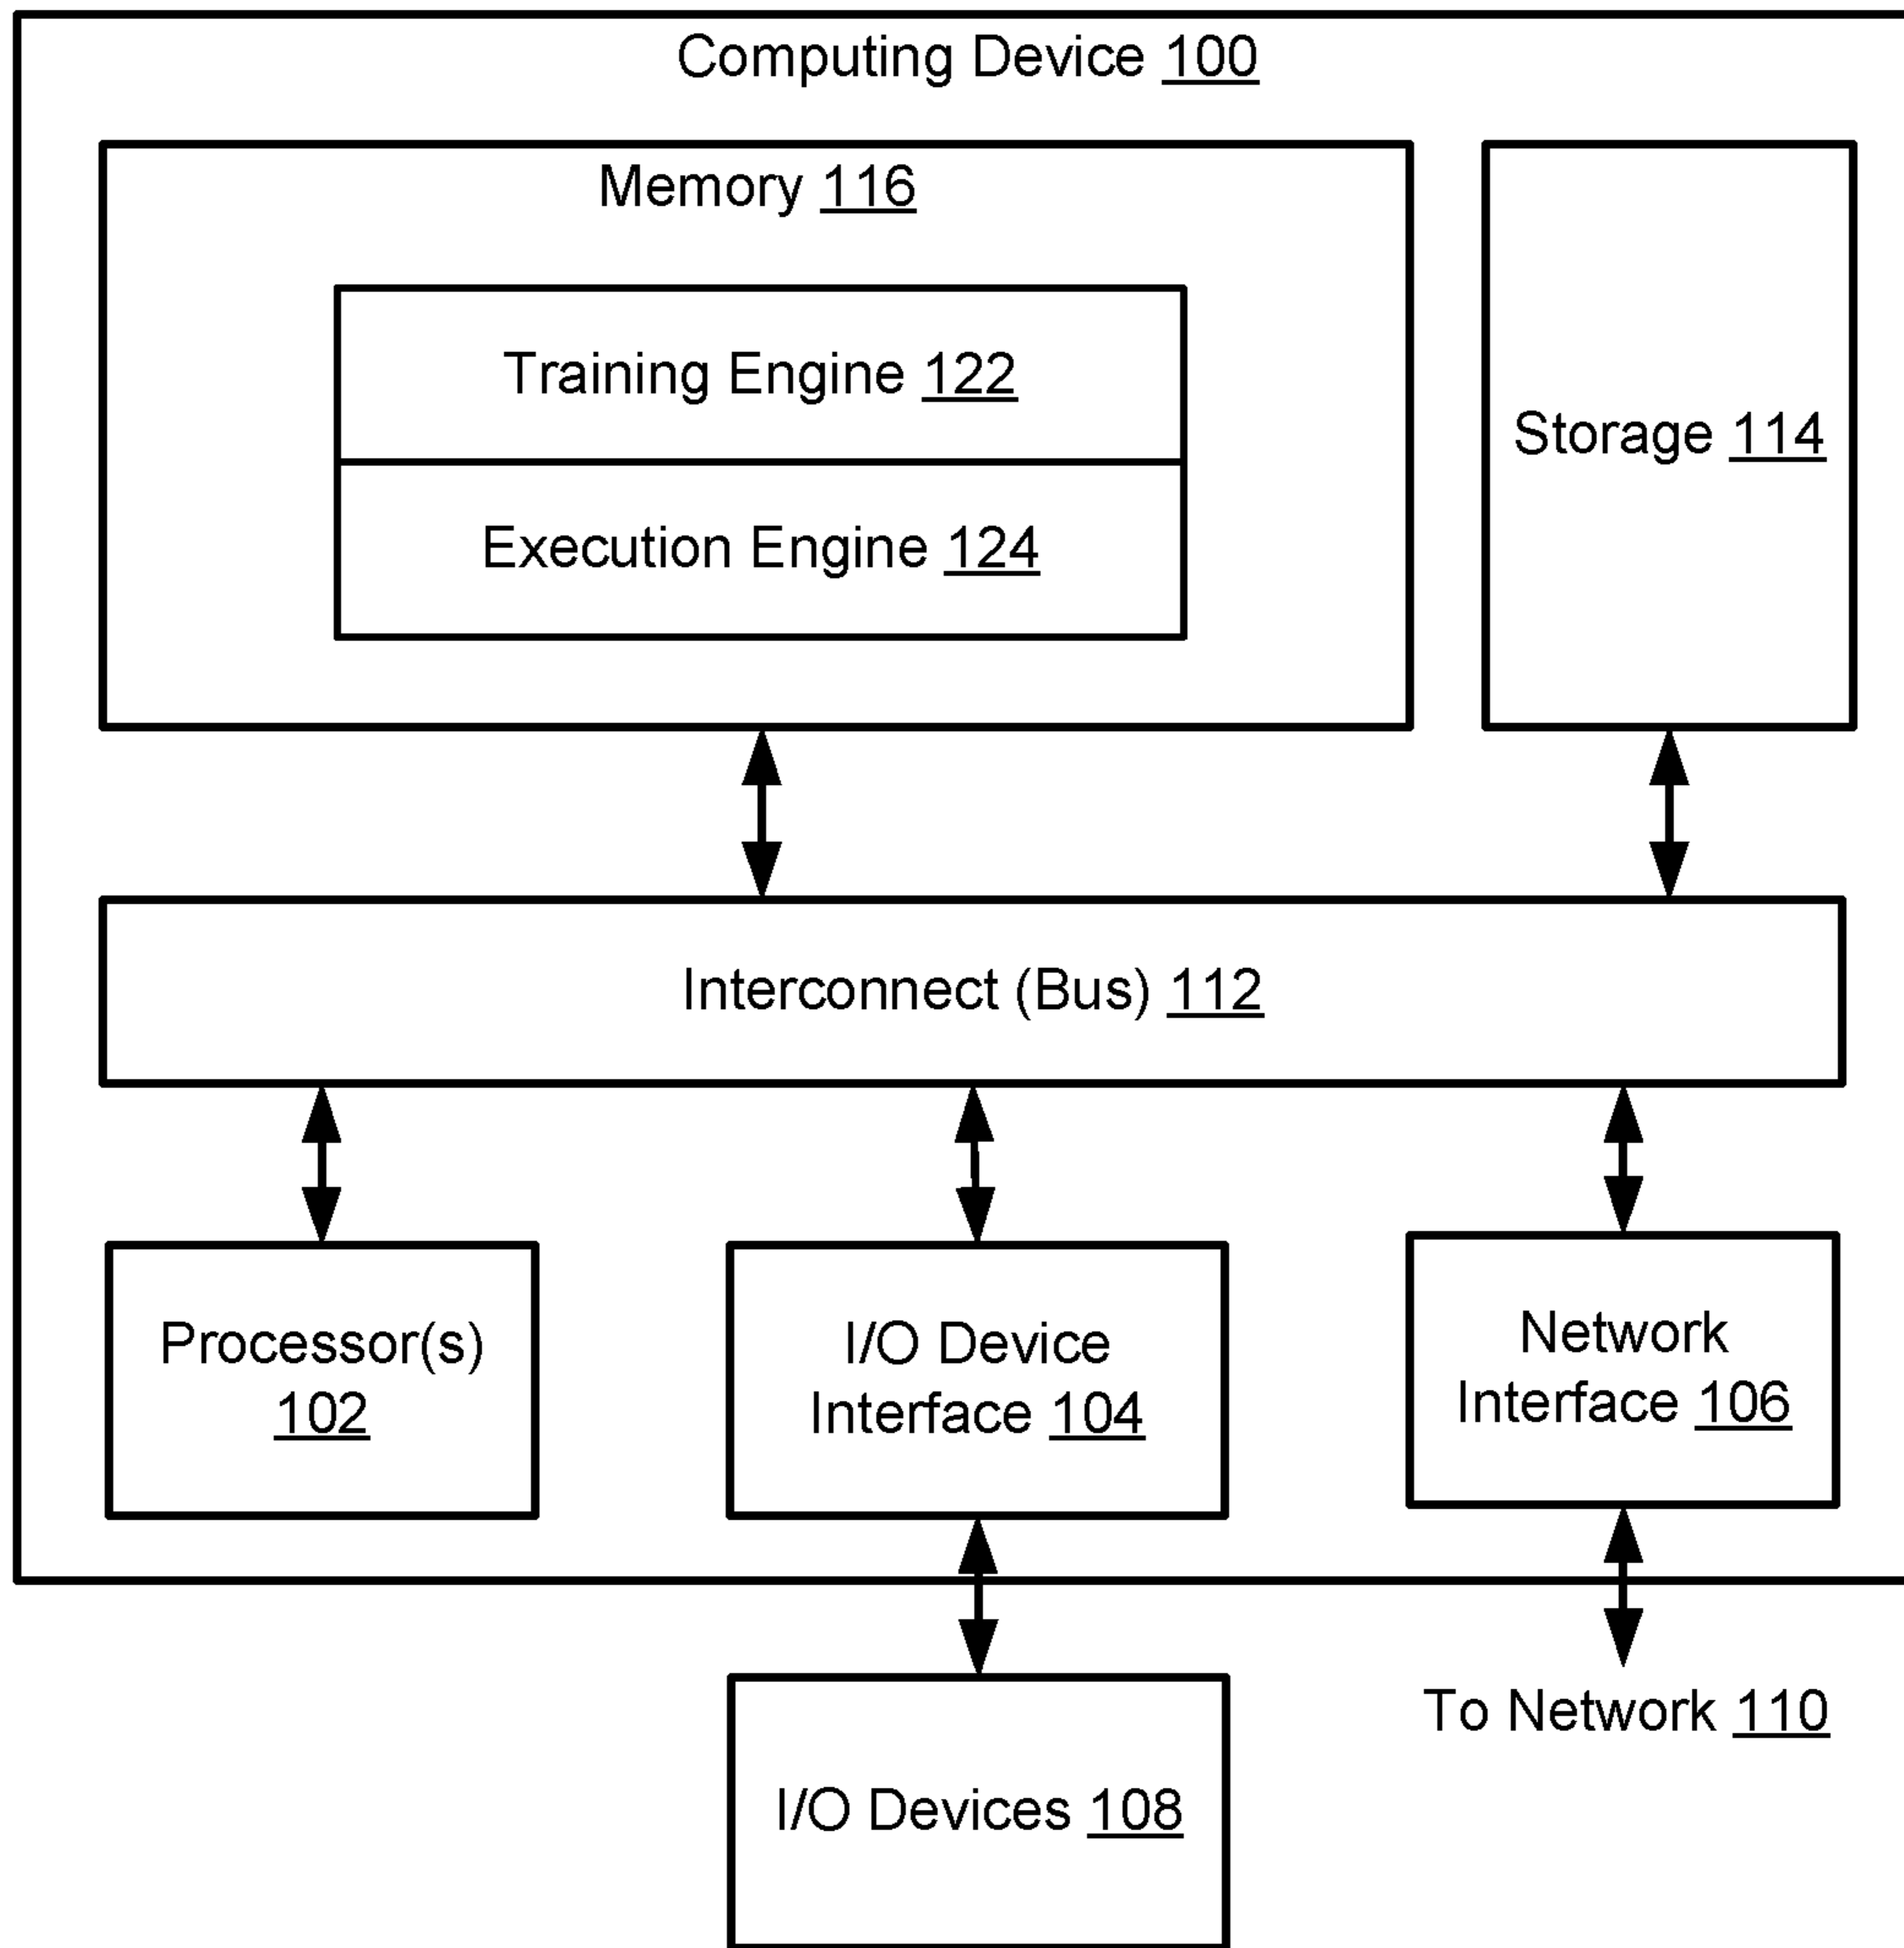 Computing Device 100
Memory 116
Training Engine 122
Execution Engine 124
Storage 114
Interconnect (Bus) 112
Processor(s)
102
I/O Device
Interface 104
Network
Interface 106
To Network 110
I/O Devices 108